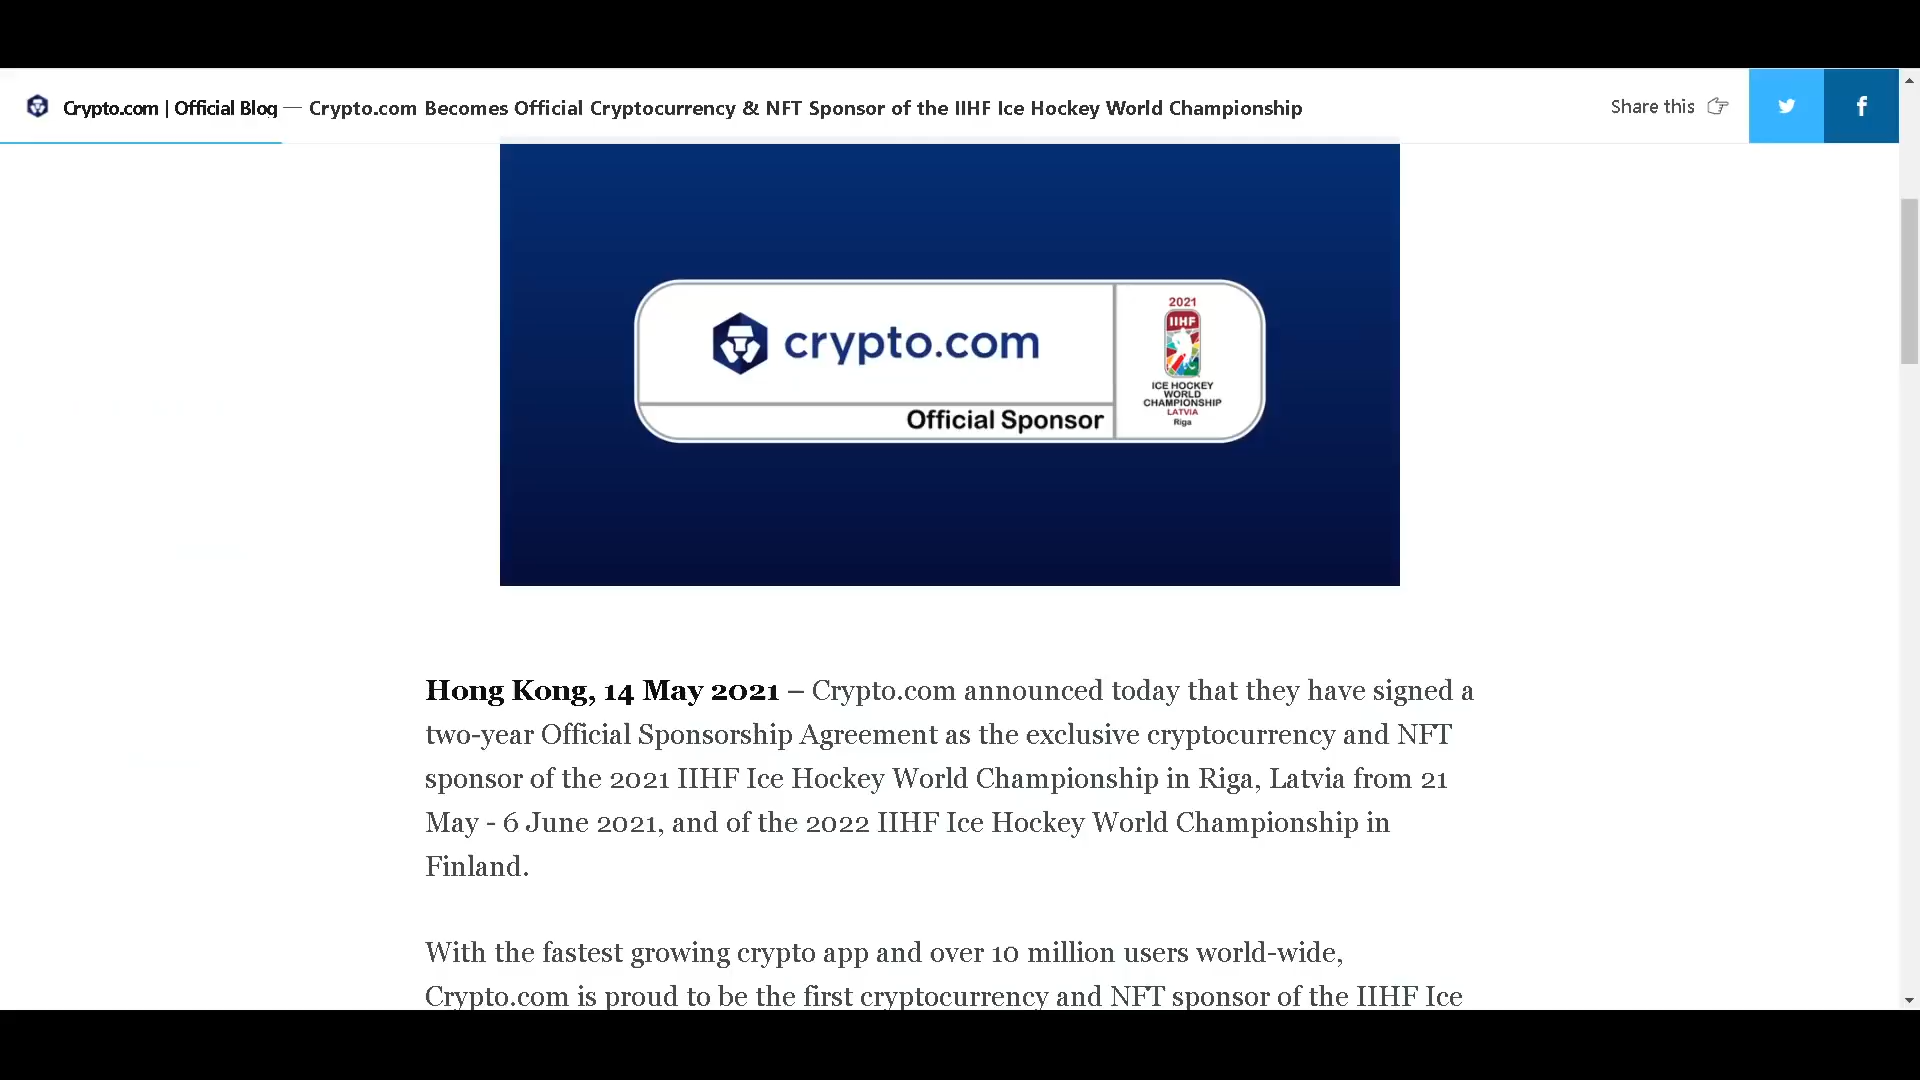 Crypto.com | Official Blog — Crypto.com Becomes Official Cryptocurrency & NFT Sponsor of the IIHF Ice Hockey World Championship
Share this
crypto.com
Official Sponsor
2021
IIHF
ICE HOCKEY
WORLD
CHAMPIONSHIP
LATVIA
Riga
Hong Kong, 14 May 2021 – Crypto.com announced today that they have signed a
two-year Official Sponsorship Agreement as the exclusive cryptocurrency and NFT
sponsor of the 2021 IIHF Ice Hockey World Championship in Riga, Latvia from 21
May - 6 June 2021, and of the 2022 IIHF Ice Hockey World Championship in
Finland.
With the fastest growing crypto app and over 10 million users world-wide,
Crypto.com is proud to be the first cryptocurrency and NFT sponsor of the IIHF Ice